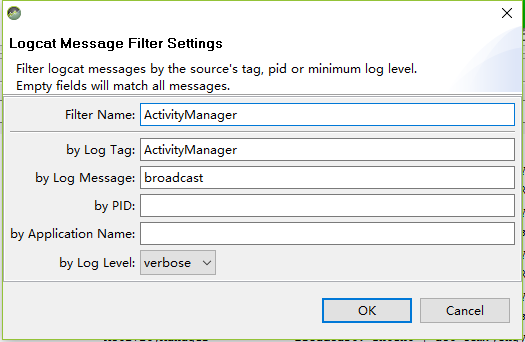 Logcat Message Filter Settings
Filter logcat messages by the source's tag, pid or minimum log level.
Empty fields will match all messages.
Filter Name: ActivityManager
by Log Tag: ActivityManager
by Log Message: broadcast
by PID:
by Application Name:
by Log Level: verbose
OK Cancel